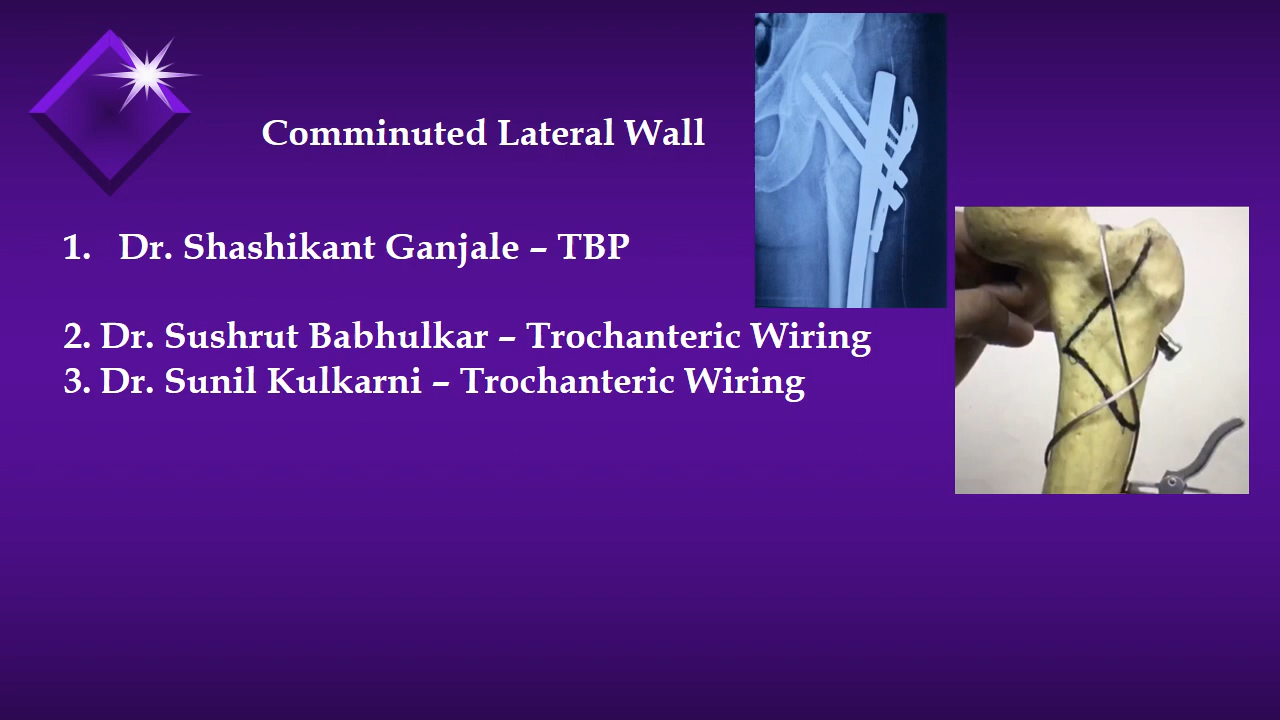 Comminuted Lateral Wall
1. Dr. Shashikant Ganjale – TBP
2. Dr. Sushrut Babhulkar – Trochanteric Wiring
3. Dr. Sunil Kulkarni – Trochanteric Wiring